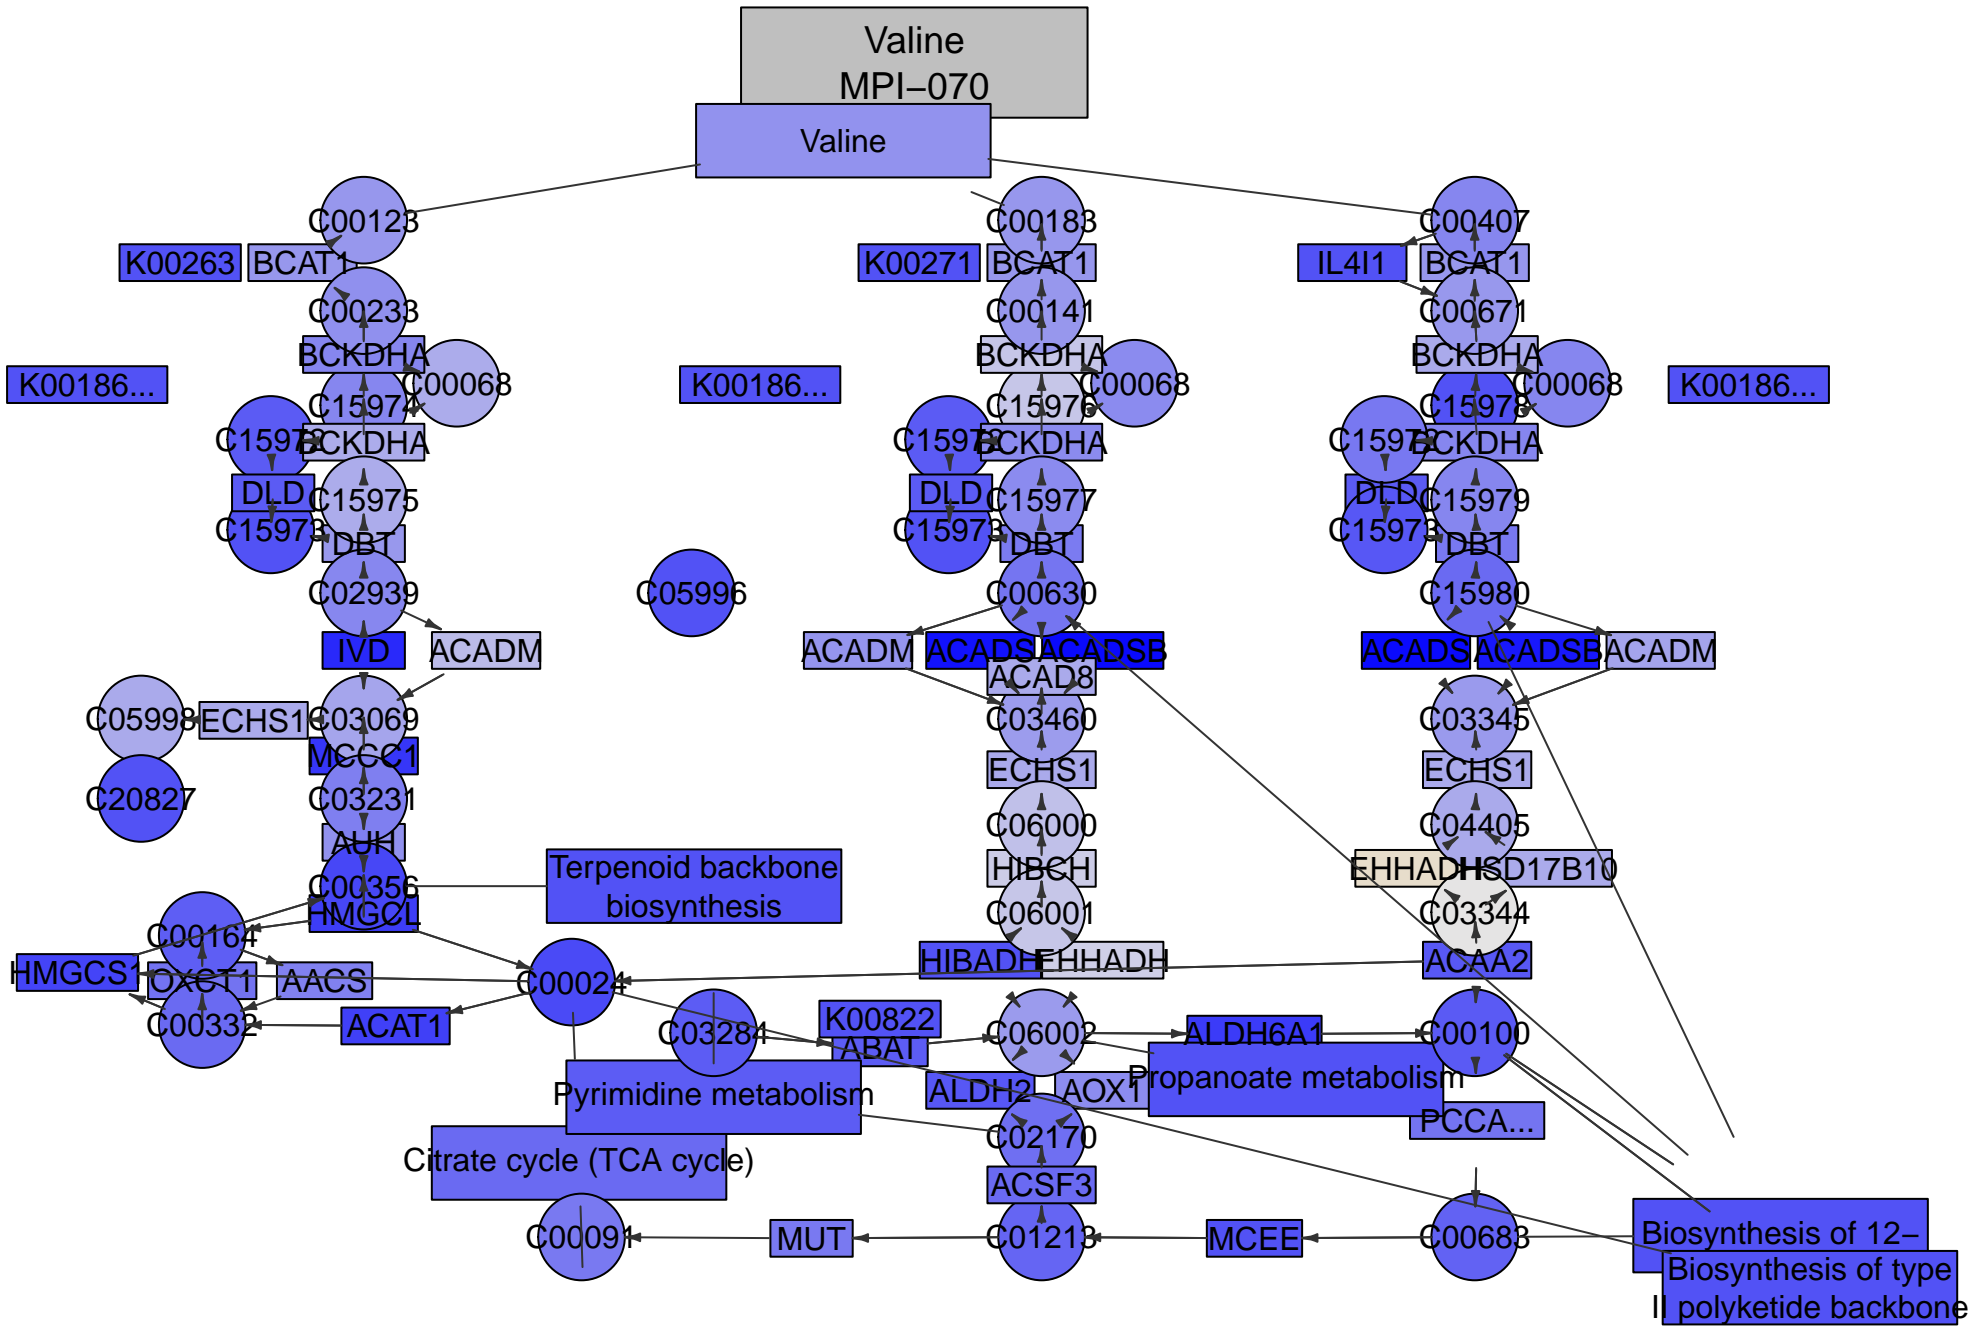 Valine
MPI−070
Valine
C00123
C00183
C00407
K00263
BCAT1
K00271
BCAT1
IL4I1
BCAT1
C00233
C00141
C00671
BCKDHA
BCKDHA
BCKDHA
K00186...
C00068
K00186...
C00068
C00068
K00186...
C15974
C15976
C15978
C15972
BCKDHA
C15972
BCKDHA
C15972
BCKDHA
DLD
C15975
DLD
C15977
DLD
C15979
C15973
DBT
C15973
DBT
C15973
DBT
C02939
C05996
C00630
C15980
IVD
ACADM
ACADM
ACADS
ACADSB
ACADS
ACADSB
ACADM
ACAD8
C05998
ECHS1
C03069
C03460
C03345
MCCC1
ECHS1
ECHS1
C20827
C03231
C06000
C04405
AUH
HIBCH
EHHADH
HSD17B10
Terpenoid backbone
biosynthesis
C00356
HMGCL
C06001
C03344
C00164
HMGCS1
OXCT1
AACS
C00024
HIBADH
EHHADH
ACAA2
C00332
ACAT1
C03284
K00822
ABAT
C06002
ALDH6A1
C00100
Pyrimidine metabolism
ALDH2
AOX1
Propanoate metabolism
PCCA...
C02170
Citrate cycle (TCA cycle)
ACSF3
C00091
MUT
C01213
MCEE
C00683
Biosynthesis of 12−
Biosynthesis of type
II polyketide backbone